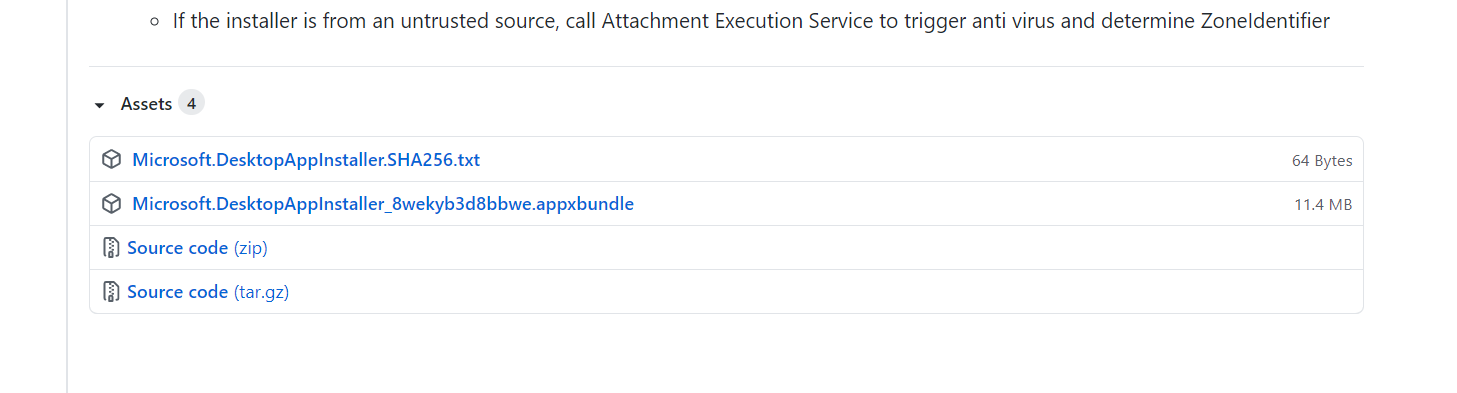 If the installer is from an untrusted source, call Attachment Execution Service to trigger anti virus and determine ZoneIdentifier
Assets 4
Microsoft.DesktopAppInstaller.SHA256.txt 64 Bytes
Microsoft.DesktopAppInstaller_8wekyb3d8bbwe.appxbundle 11.4 MB
Source code (zip)
Source code (tar.gz)